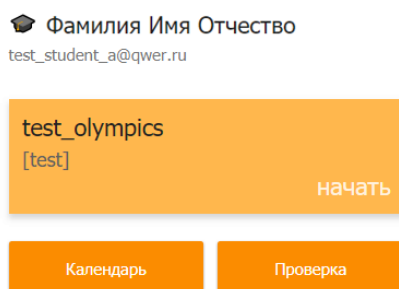 Фамилия Имя Отчество
test_student_a@qwer.ru
test_olympics
[test]
начать
Календарь Проверка